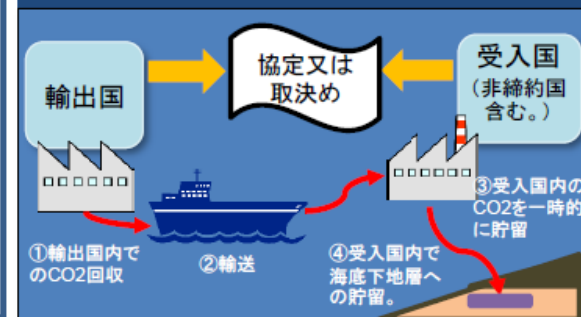 輸出国
協定又は
取決め
受入国
(非締約国
含む。)
①輸出国内で
のCO2回収
②輸送
③受入国内の
CO2を一時的
に貯留
④受入国内で
海底下地層へ
の貯留。